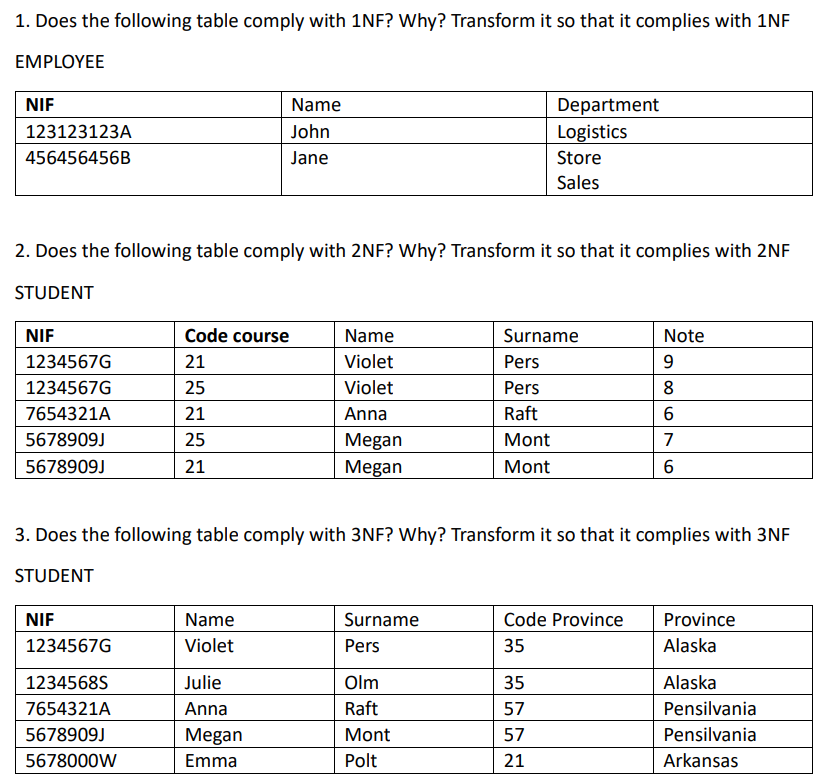 1. Does the following table comply with 1NF? Why? Transform it so that it complies with 1NF
EMPLOYEE
NIF Name Department
123123123A John Logistics
456456456B Jane Store
Sales
2. Does the following table comply with 2NF? Why? Transform it so that it complies with 2NF
STUDENT
NIF Code course Name Surname Note
1234567G 21 Violet Pers 9
1234567G 25 Violet Pers 8
7654321A 21 Anna Raft 6
5678909J 25 Megan Mont 7
5678909J 21 Megan Mont 6
3. Does the following table comply with 3NF? Why? Transform it so that it complies with 3NF
STUDENT
NIF Name Surname Code Province Province
1234567G Violet Pers 35 Alaska
1234568S Julie Olm 35 Alaska
7654321A Anna Raft 57 Pensilvania
5678909J Megan Mont 57 Pensilvania
5678000W Emma Polt 21 Arkansas